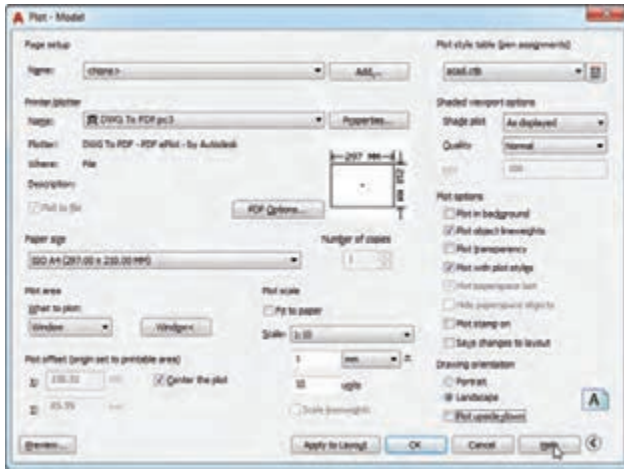 Plot - Model
Page setup
Name: <none>
Add...
Printer/plotter
Name: DWG To PDF.pc3
Properties...
Plotter: DWG To PDF - PDF ePlot - by Autodesk
Where: File
Description:
Plot to file
PDF Options...
297 MM
210 MM
Paper size
ISO A4 (297.00 x 210.00 MM)
Number of copies
1
Plot area
What to plot:
Window
Window<
Plot offset (origin set to printable area)
X:
Center the plot
Y:
Plot scale
Fit to paper
Scale: 1:10
1 mm =
10 units
Scale lineweights
Plot style table (pen assignments)
acad.ctb
Shaded viewport options
Shade plot As displayed
Quality Normal
Plot options
Plot in background
Plot object lineweights
Plot transparency
Plot with plot styles
Plot paperspace last
Hide paperspace objects
Plot stamp on
Save changes to layout
Drawing orientation
Portrait
Landscape
Plot upside-down
A
Preview...
Apply to Layout
OK
Cancel
Help